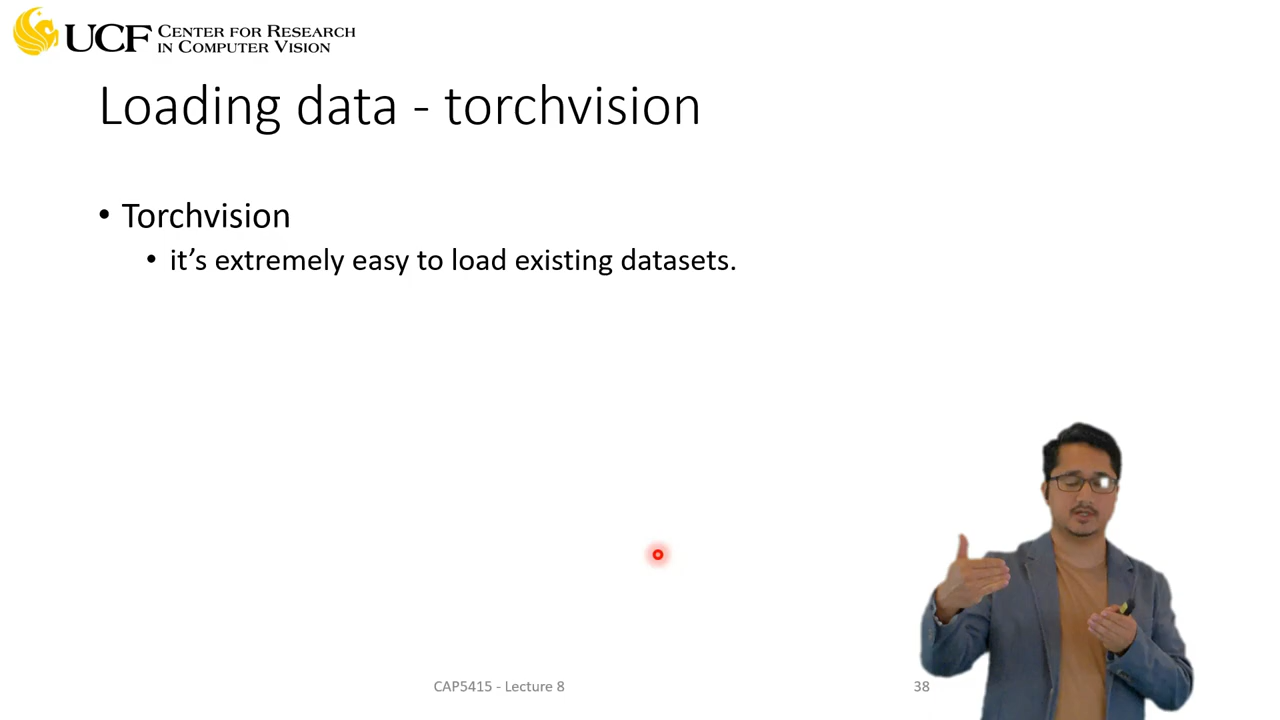 UCF CENTER FOR RESEARCH
IN COMPUTER VISION
Loading data - torchvision
• Torchvision
• it’s extremely easy to load existing datasets.
CAP5415 - Lecture 8
38